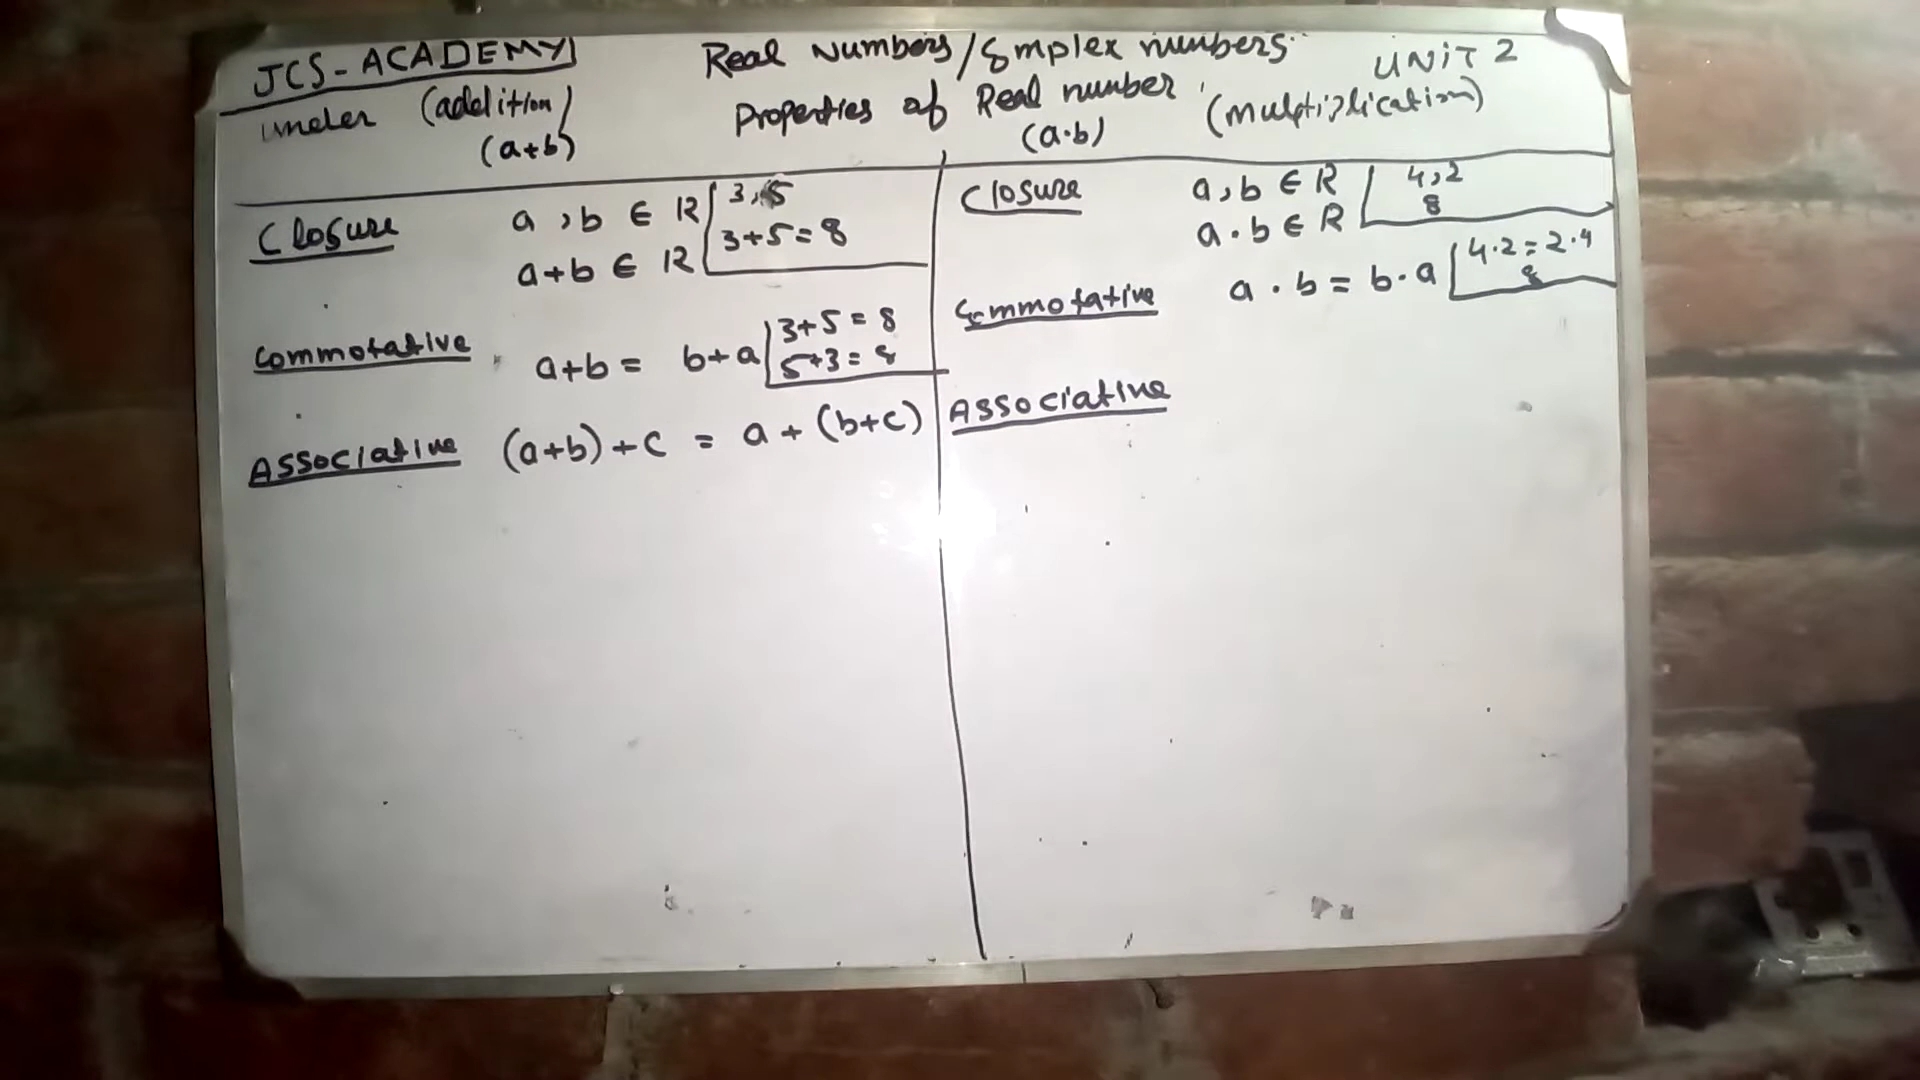 JCS-ACADEMY
Real Numbers/Complex numbers
UNIT 2
under (addition)
Properties of Real number
(multiplication)
(a+b)
(a·b)
Closure
a , b ∈ R
3,5
a+b ∈ R
3+5=8
Commotative
a+b = b+a
3+5 = 8
5+3 = 8
Associative (a+b)+c = a+(b+c)
Closure
a,b ∈ R
4,2
8
a·b ∈ R
Commotative
a · b = b·a
4·2=2·4
8
Associative